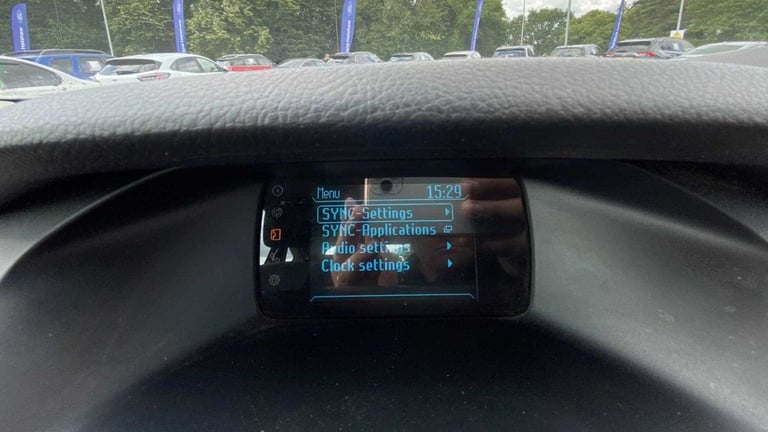 Menu 15:29
SYNC-Settings
SYNC-Applications
Audio settings
Clock settings